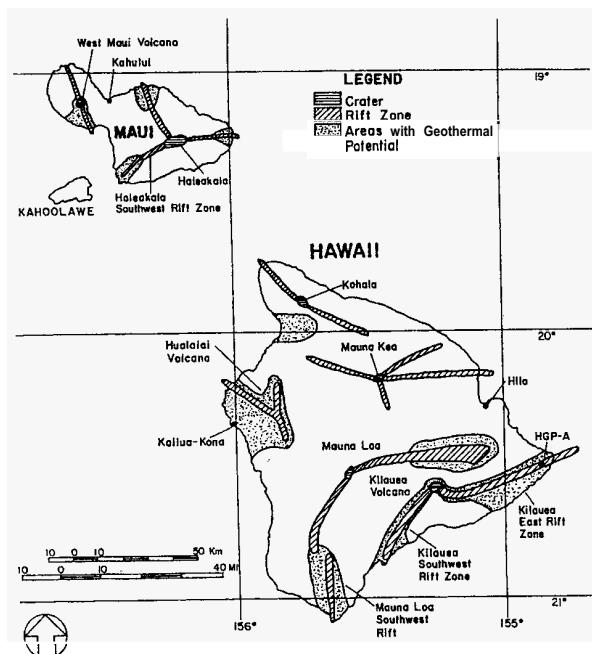 West Maui Volcano
Kahului
19°
LEGEND
Crater
Rift Zone
Areas with Geothermal
Potential
MAUI
Haleakala
Haleakala
Southwest Rift Zone
KAHOOLAWE
HAWAII
Kohala
20°
Hualalai
Volcano
Mauna Kea
Hilo
Kailua-Kona
Mauna Loa
HGP-A
Kilauea
Volcano
Kilauea
East Rift
Zone
Kilauea
Southwest
Rift Zone
10 0 10 50 Km
10 0 10 40 MI
Mauna Loa
Southwest
Rift
156°
155°
21°